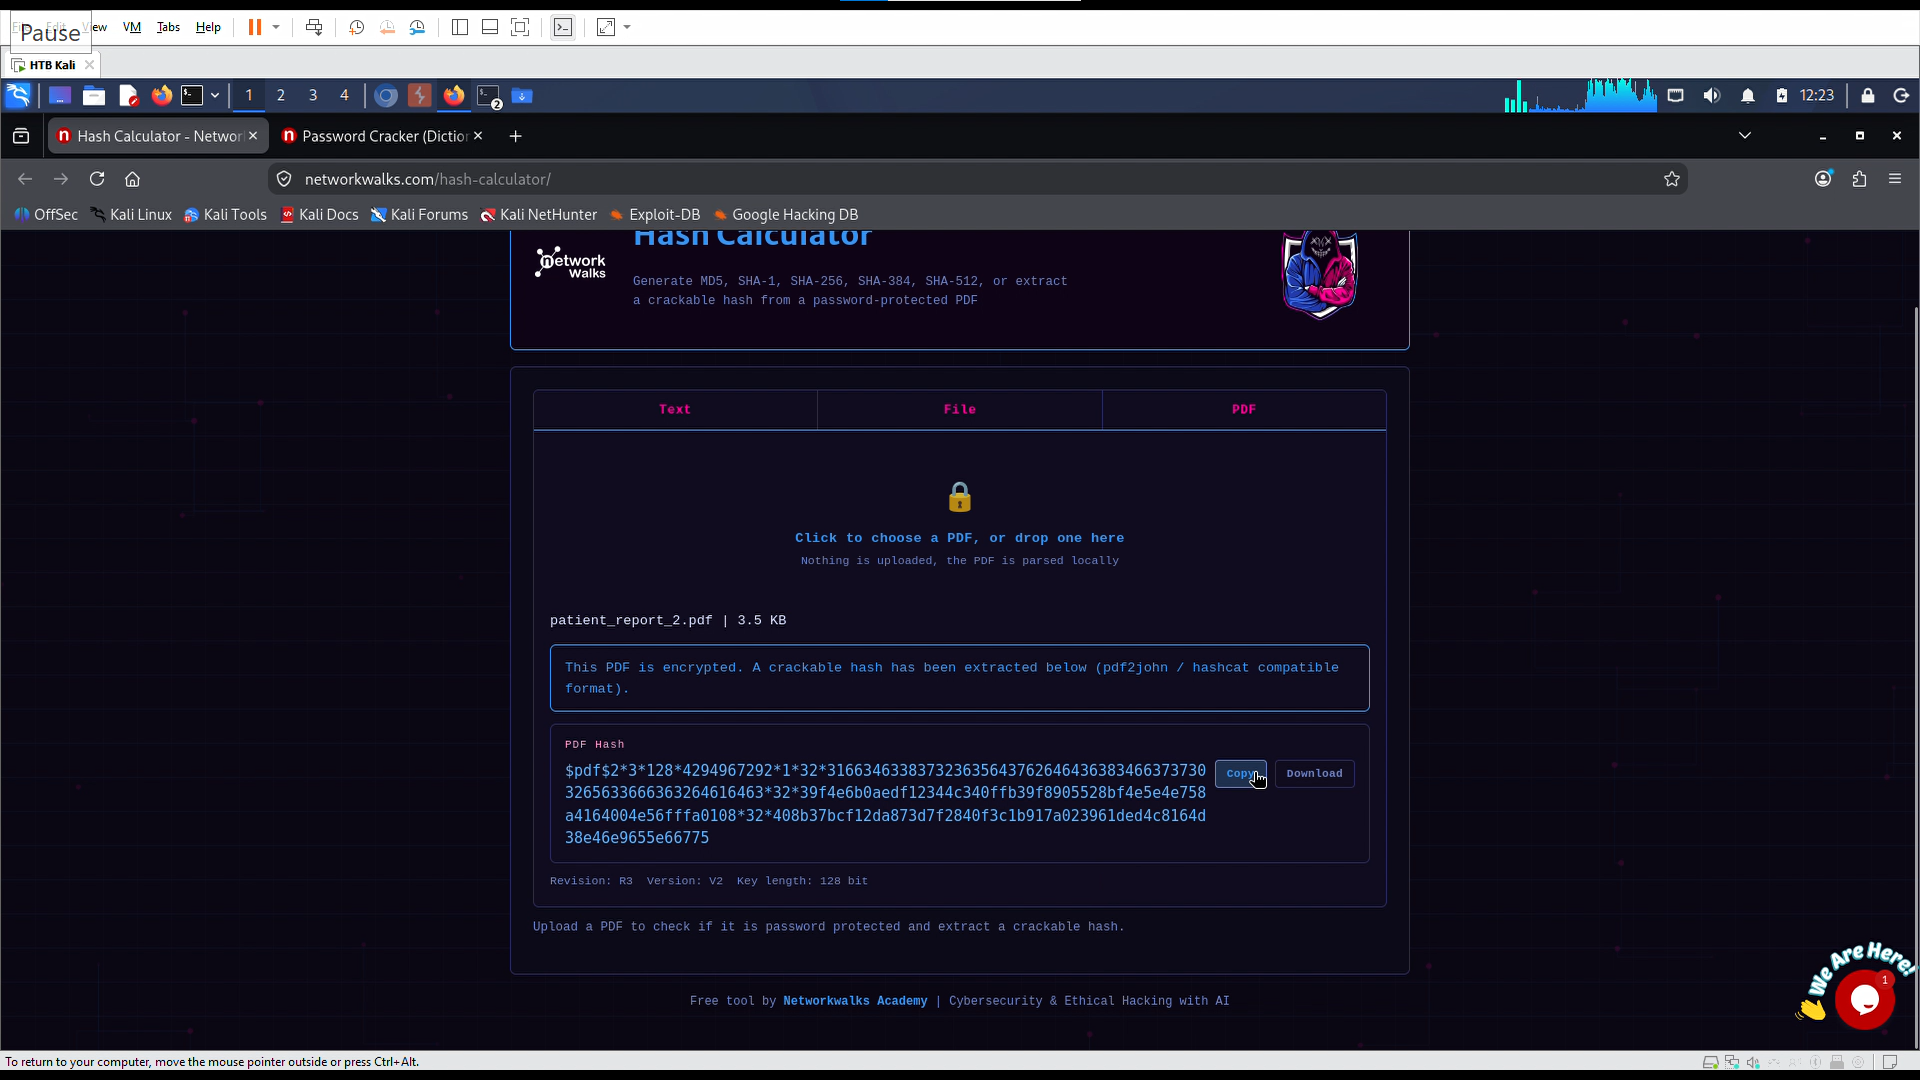 Pause
View
VM
Tabs
Help
HTB Kali
1
2
3
4
2
12:23
Hash Calculator - Networ
Password Cracker (Dictio
networkwalks.com/hash-calculator/
OffSec
Kali Linux
Kali Tools
Kali Docs
Kali Forums
Kali NetHunter
Exploit-DB
Google Hacking DB
network
Walks
Hash Calculator
Generate MD5, SHA-1, SHA-256, SHA-384, SHA-512, or extract
a crackable hash from a password-protected PDF
Text
File
PDF
Click to choose a PDF, or drop one here
Nothing is uploaded, the PDF is parsed locally
patient_report_2.pdf | 3.5 KB
This PDF is encrypted. A crackable hash has been extracted below (pdf2john / hashcat compatible
format).
PDF Hash
$pdf$2*3*128*4294967292*1*32*316634633837323635643762646436383466373730
3265633666363264616463*32*39f4e6b0aedf12344c340ffb39f8905528bf4e5e4e758
a4164004e56fffa0108*32*408b37bcf12da873d7f2840f3c1b917a023961ded4c8164d
38e46e9655e66775
Copy
Download
Revision: R3 Version: V2 Key length: 128 bit
Upload a PDF to check if it is password protected and extract a crackable hash.
Free tool by Networkwalks Academy | Cybersecurity & Ethical Hacking with AI
We Are Here!
1
To return to your computer, move the mouse pointer outside or press Ctrl+Alt.